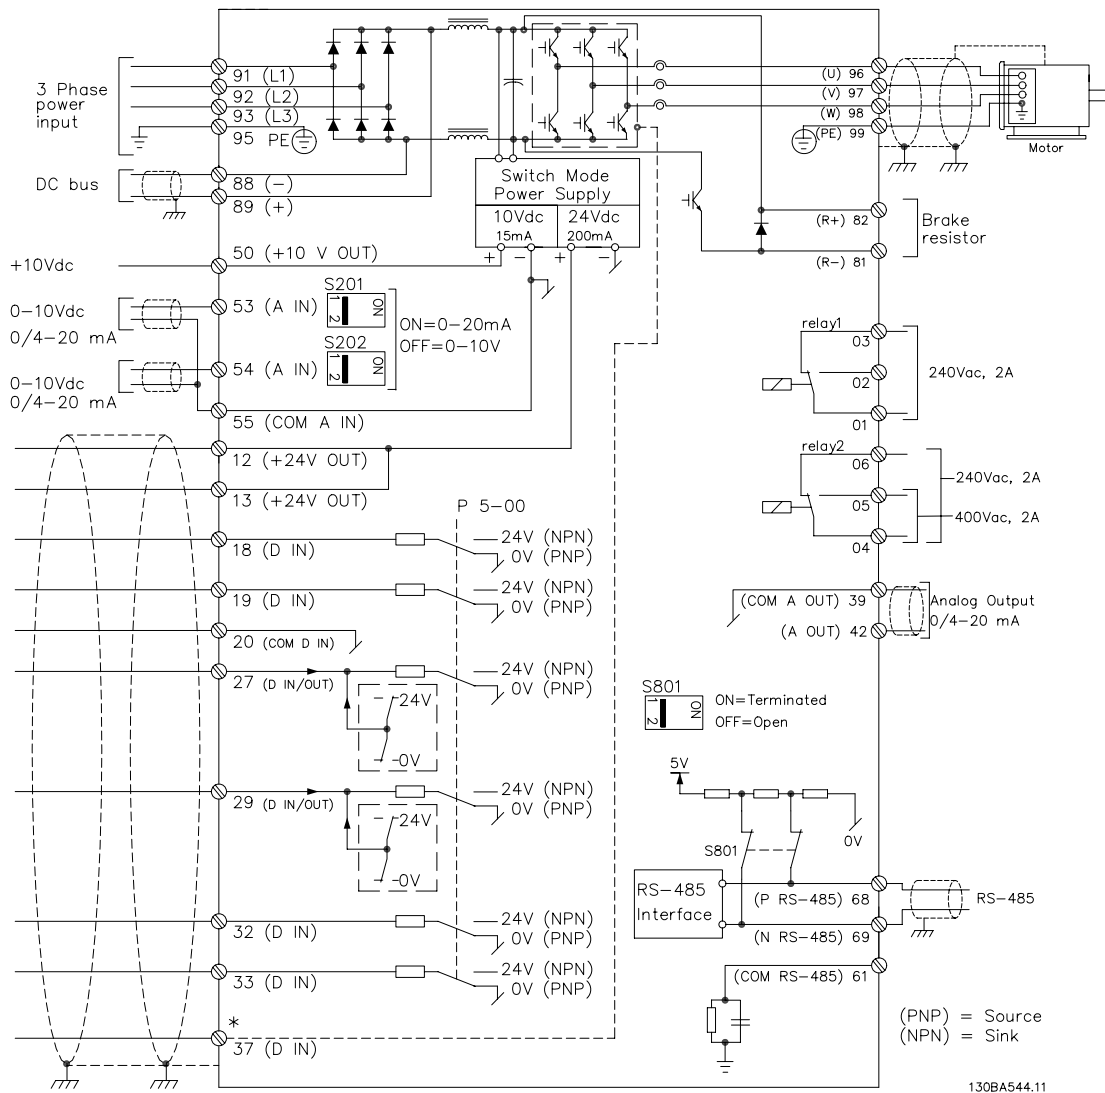 3 Phase
power
input
91 (L1)
92 (L2)
93 (L3)
95 PE
DC bus
88 (−)
89 (+)
+10Vdc
50 (+10 V OUT)
0−10Vdc
0/4−20 mA
53 (A IN)
S201
1 2
ON
ON=0−20mA
OFF=0−10V
0−10Vdc
0/4−20 mA
54 (A IN)
S202
1 2
ON
55 (COM A IN)
12 (+24V OUT)
13 (+24V OUT)
P 5-00
18 (D IN)
24V (NPN)
0V (PNP)
19 (D IN)
24V (NPN)
0V (PNP)
20 (COM D IN)
27 (D IN/OUT)
24V (NPN)
0V (PNP)
24V
0V
29 (D IN/OUT)
24V (NPN)
0V (PNP)
24V
0V
32 (D IN)
24V (NPN)
0V (PNP)
33 (D IN)
24V (NPN)
0V (PNP)
*
37 (D IN)
Switch Mode
Power Supply
10Vdc
15mA
24Vdc
200mA
+ − + −
(U) 96
(V) 97
(W) 98
(PE) 99
Motor
(R+) 82
(R−) 81
Brake
resistor
relay1
03
02
01
240Vac, 2A
relay2
06
05
04
240Vac, 2A
400Vac, 2A
(COM A OUT) 39
(A OUT) 42
Analog Output
0/4−20 mA
S801
1 2
ON
ON=Terminated
OFF=Open
5V
S801
0V
RS-485
Interface
(P RS−485) 68
(N RS−485) 69
(COM RS−485) 61
RS-485
(PNP) = Source
(NPN) = Sink
130BA544.11